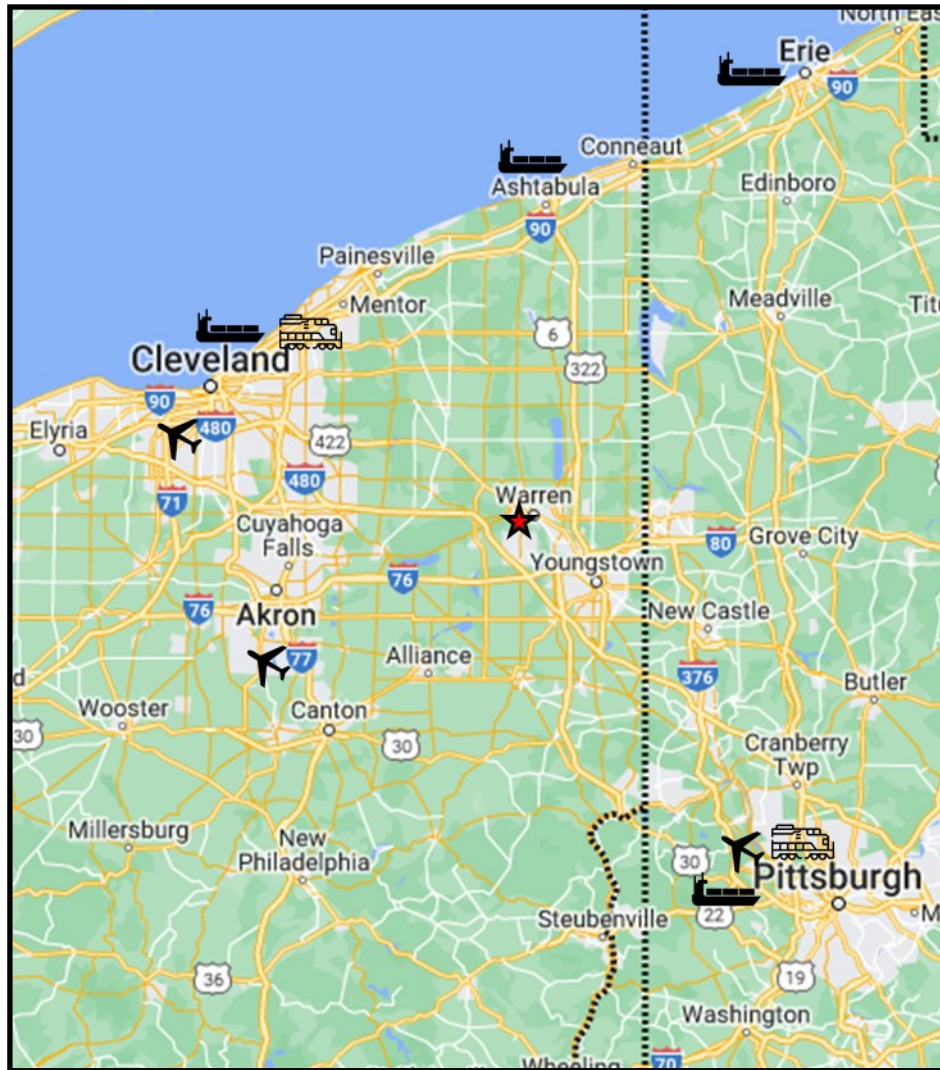 North East
Erie
90
Conneaut
Ashtabula
Edinboro
90
Painesville
Mentor
Meadville
6
Cleveland
322
90
480
Elyria
422
71
480
Warren
Cuyahoga
Falls
80
Grove City
Youngstown
76
76
Akron
New Castle
77
Alliance
376
Butler
Wooster
Canton
30
30
Cranberry
Twp
Millersburg
New
Philadelphia
30
Pittsburgh
22
Steubenville
36
19
Washington
Wheeling
70